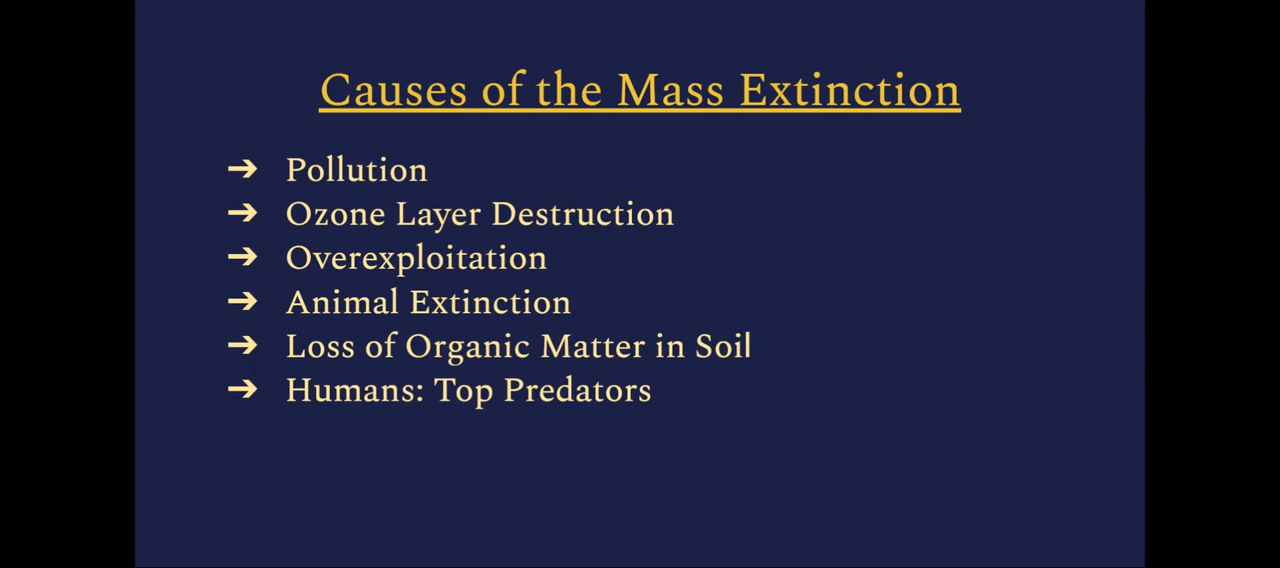 Causes of the Mass Extinction
➔ Pollution
➔ Ozone Layer Destruction
➔ Overexploitation
➔ Animal Extinction
➔ Loss of Organic Matter in Soil
➔ Humans: Top Predators